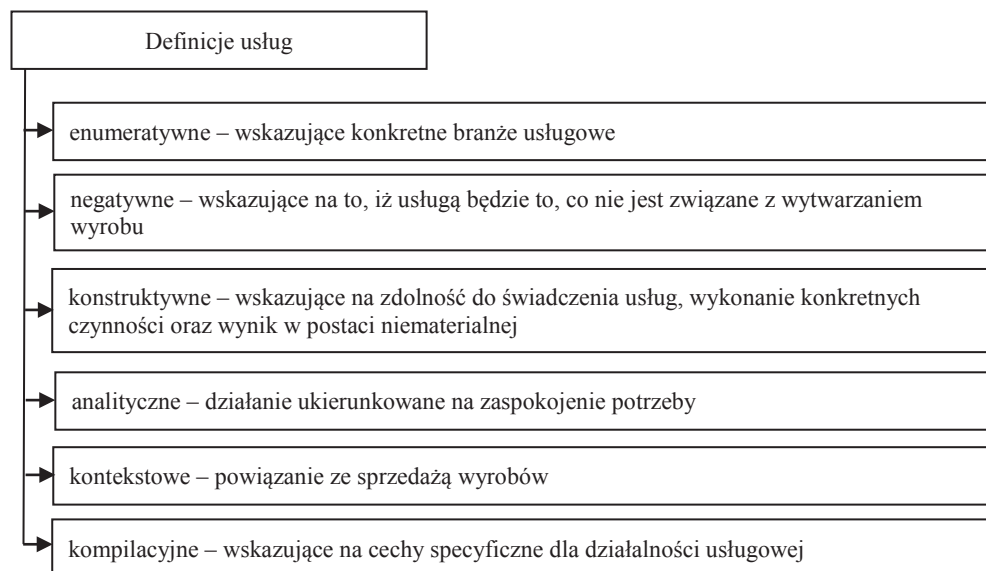 Definicje usług
enumeratywne – wskazujące konkretne branże usługowe
negatywne – wskazujące na to, iż usługą będzie to, co nie jest związane z wytwarzaniem
wyrobu
konstruktywne – wskazujące na zdolność do świadczenia usług, wykonanie konkretnych
czynności oraz wynik w postaci niematerialnej
analityczne – działanie ukierunkowane na zaspokojenie potrzeby
kontekstowe – powiązanie ze sprzedażą wyrobów
kompilacyjne – wskazujące na cechy specyficzne dla działalności usługowej